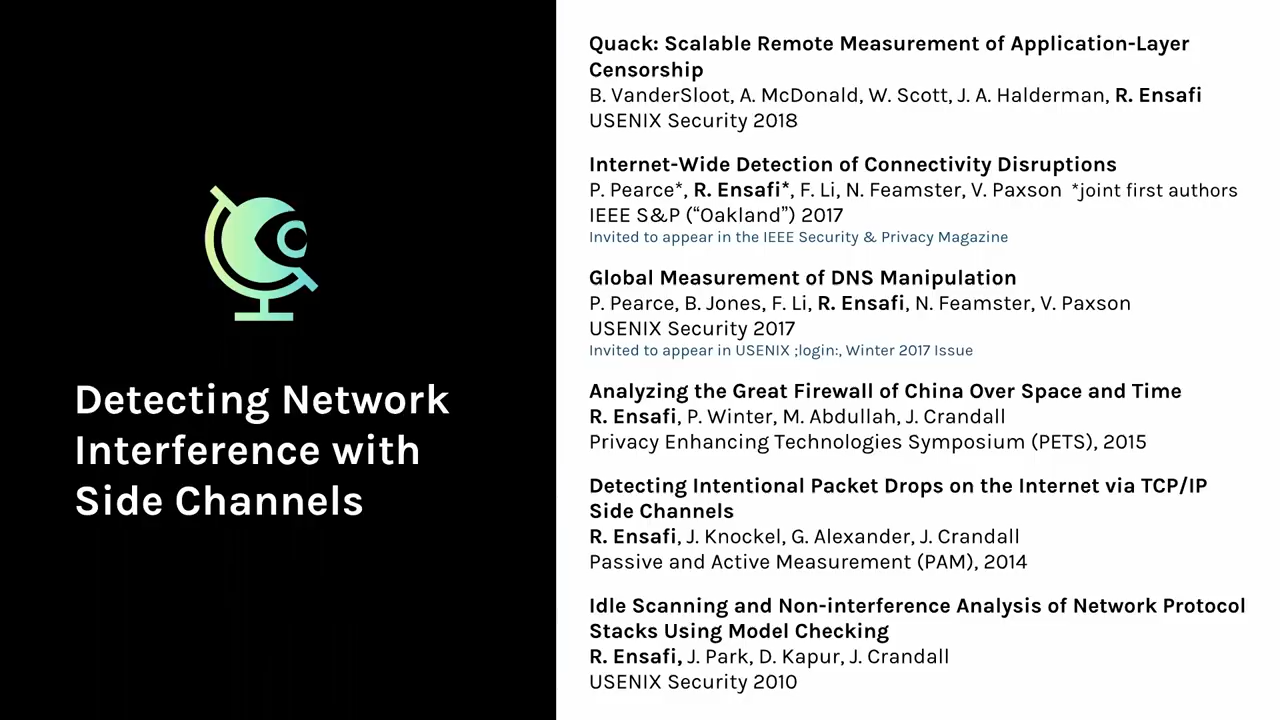 Detecting Network
Interference with
Side Channels
Quack: Scalable Remote Measurement of Application-Layer
Censorship
B. VanderSloot, A. McDonald, W. Scott, J. A. Halderman, R. Ensafi
USENIX Security 2018
Internet-Wide Detection of Connectivity Disruptions
P. Pearce*, R. Ensafi*, F. Li, N. Feamster, V. Paxson *joint first authors
IEEE S&P (“Oakland”) 2017
Invited to appear in the IEEE Security & Privacy Magazine
Global Measurement of DNS Manipulation
P. Pearce, B. Jones, F. Li, R. Ensafi, N. Feamster, V. Paxson
USENIX Security 2017
Invited to appear in USENIX ;login:, Winter 2017 Issue
Analyzing the Great Firewall of China Over Space and Time
R. Ensafi, P. Winter, M. Abdullah, J. Crandall
Privacy Enhancing Technologies Symposium (PETS), 2015
Detecting Intentional Packet Drops on the Internet via TCP/IP
Side Channels
R. Ensafi, J. Knockel, G. Alexander, J. Crandall
Passive and Active Measurement (PAM), 2014
Idle Scanning and Non-interference Analysis of Network Protocol
Stacks Using Model Checking
R. Ensafi, J. Park, D. Kapur, J. Crandall
USENIX Security 2010